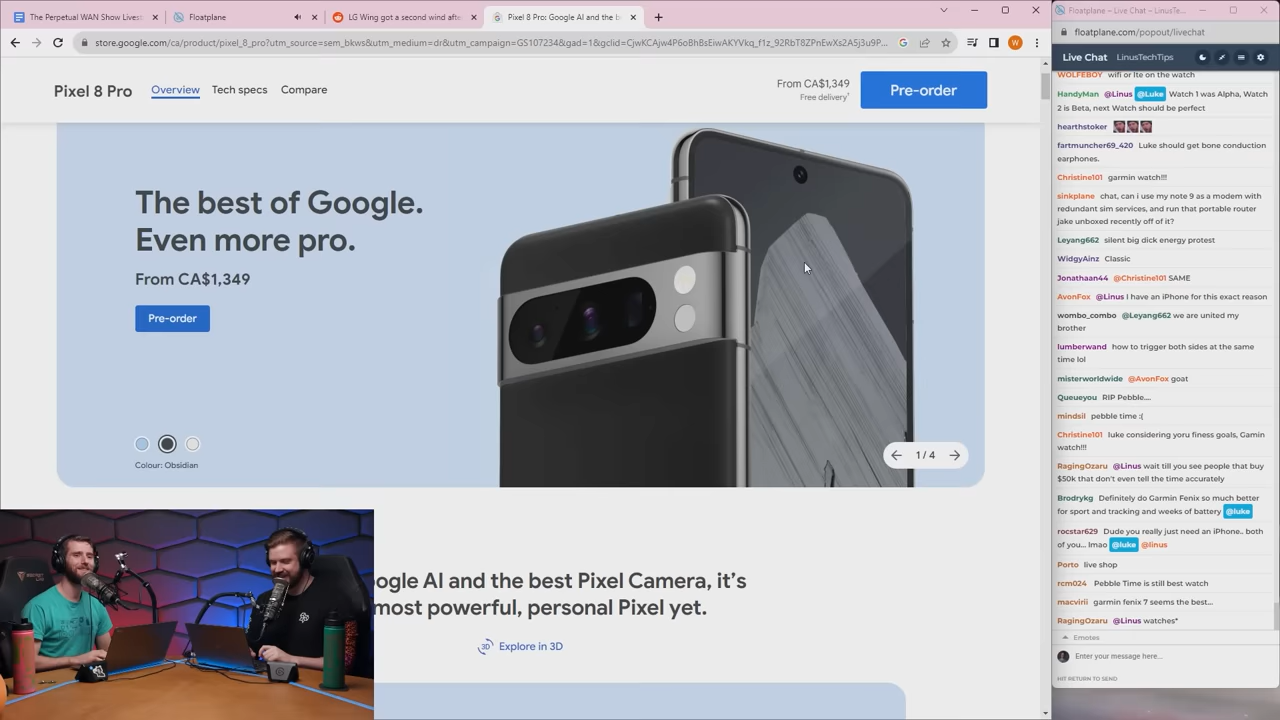 The Perpetual WAN Show Livest
Floatplane
LG Wing got a second wind afte
Pixel 8 Pro: Google AI and the b
store.google.com/ca/product/pixel_8_pro?utm_source=sem_bks&utm_medium=dr&utm_campaign=GS107234&gad=1&gclid=CjwKCAjw4P6oBhBsEiwAKYVkq_f1z_92RbT8ZPnEwXs2A5j3u9P...
W
Pixel 8 Pro
Overview
Tech specs
Compare
From CA$1,349
Free delivery¹
Pre-order
The best of Google.
Even more pro.
From CA$1,349
Pre-order
Colour: Obsidian
1 / 4
ogle AI and the best Pixel Camera, it's
most powerful, personal Pixel yet.
3D
Explore in 3D
Floatplane – Live Chat – LinusTe...
floatplane.com/popout/livechat
Live Chat LinusTechTips
WOLFEBOY wifi or lte on the watch
HandyMan @Linus @Luke Watch 1 was Alpha, Watch
2 is Beta, next Watch should be perfect
hearthstoker
fartmuncher69_420 Luke should get bone conduction
earphones.
Christine101 garmin watch!!!
sinkplane chat, can i use my note 9 as a modem with
redundant sim services, and run that portable router
jake unboxed recently off of it?
Leyang662 silent big dick energy protest
WidgyAinz Classic
Jonathaan44 @Christine101 SAME
AvonFox @Linus I have an iPhone for this exact reason
wombo_combo @Leyang662 we are united my
brother
lumberwand how to trigger both sides at the same
time lol
misterworldwide @AvonFox goat
Queueyou RIP Pebble....
mindsil pebble time :(
Christine101 luke considering yoru finess goals, Gamin
watch!!!
RagingOzaru @Linus wait till you see people that buy
$50k that don't even tell the time accurately
Brodrykg Definitely do Garmin Fenix so much better
for sport and tracking and weeks of battery @luke
rocstar629 Dude you really just need an iPhone.. both
of you... lmao @luke @linus
Porto live shop
rcm024 Pebble Time is still best watch
macvirii garmin fenix 7 seems the best...
RagingOzaru @Linus watches*
Emotes
Enter your message here...
HIT RETURN TO SEND